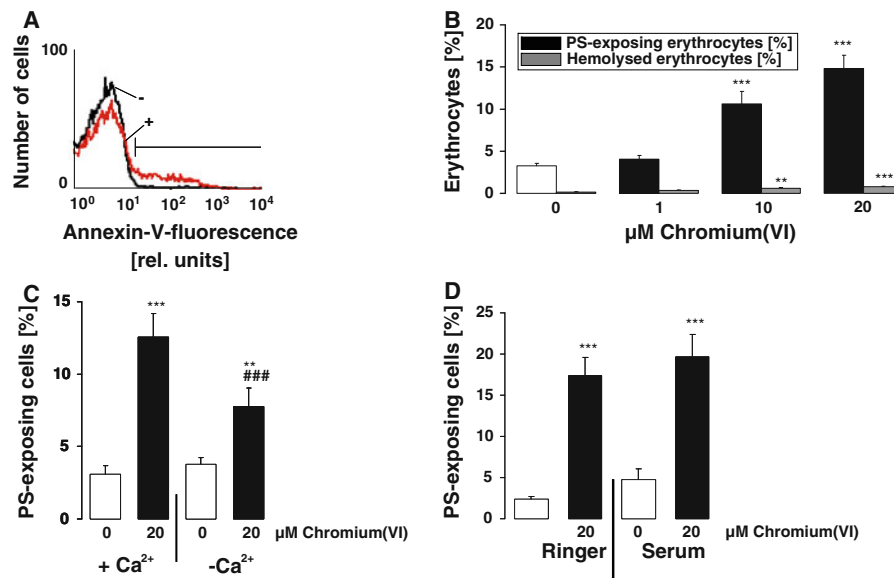 A
Number of cells
100
0
-
+
10⁰ 10¹ 10² 10³ 10⁴
Annexin-V-fluorescence
[rel. units]
B
Erythrocytes [%]
20
15
10
5
0
PS-exposing erythrocytes [%]
Hemolysed erythrocytes [%]
***
***
**
***
0 1 10 20
µM Chromium(VI)
C
PS-exposing cells [%]
15
10
5
0
***
**
###
0 20 0 20 µM Chromium(VI)
+ Ca²⁺ -Ca²⁺
D
PS-exposing cells [%]
25
20
15
10
5
0
***
***
20 0 20 µM Chromium(VI)
Ringer Serum